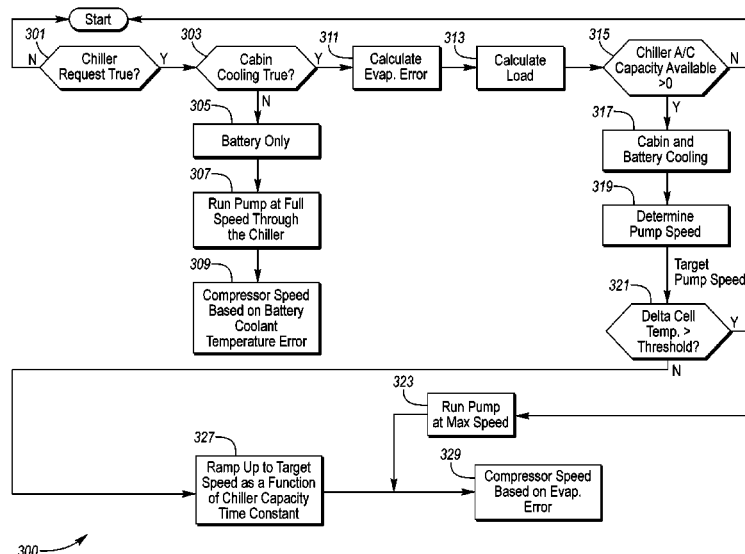 Start
301
Chiller
Request True?
N
Y
303
Cabin
Cooling True?
Y
N
311
Calculate
Evap. Error
313
Calculate
Load
315
Chiller A/C
Capacity Available
>0
N
Y
305
Battery Only
307
Run Pump at Full
Speed Through
the Chiller
309
Compressor Speed
Based on Battery
Coolant
Temperature Error
317
Cabin and
Battery Cooling
319
Determine
Pump Speed
Target
Pump Speed
321
Delta Cell
Temp. >
Threshold?
Y
N
323
Run Pump
at Max Speed
327
Ramp Up to Target
Speed as a Function
of Chiller Capacity
Time Constant
329
Compressor Speed
Based on Evap.
Error
300